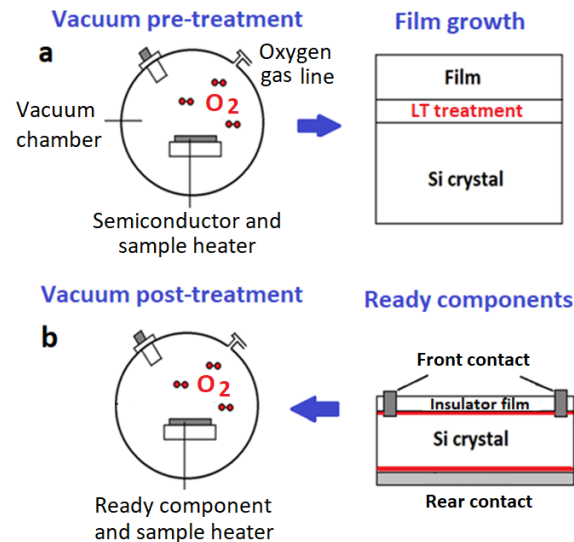 Vacuum pre-treatment
Film growth
a
Oxygen
gas line
O2
Vacuum
chamber
Semiconductor and
sample heater
Film
LT treatment
Si crystal
Vacuum post-treatment
Ready components
b
O2
Ready component
and sample heater
Front contact
Insulator film
Si crystal
Rear contact